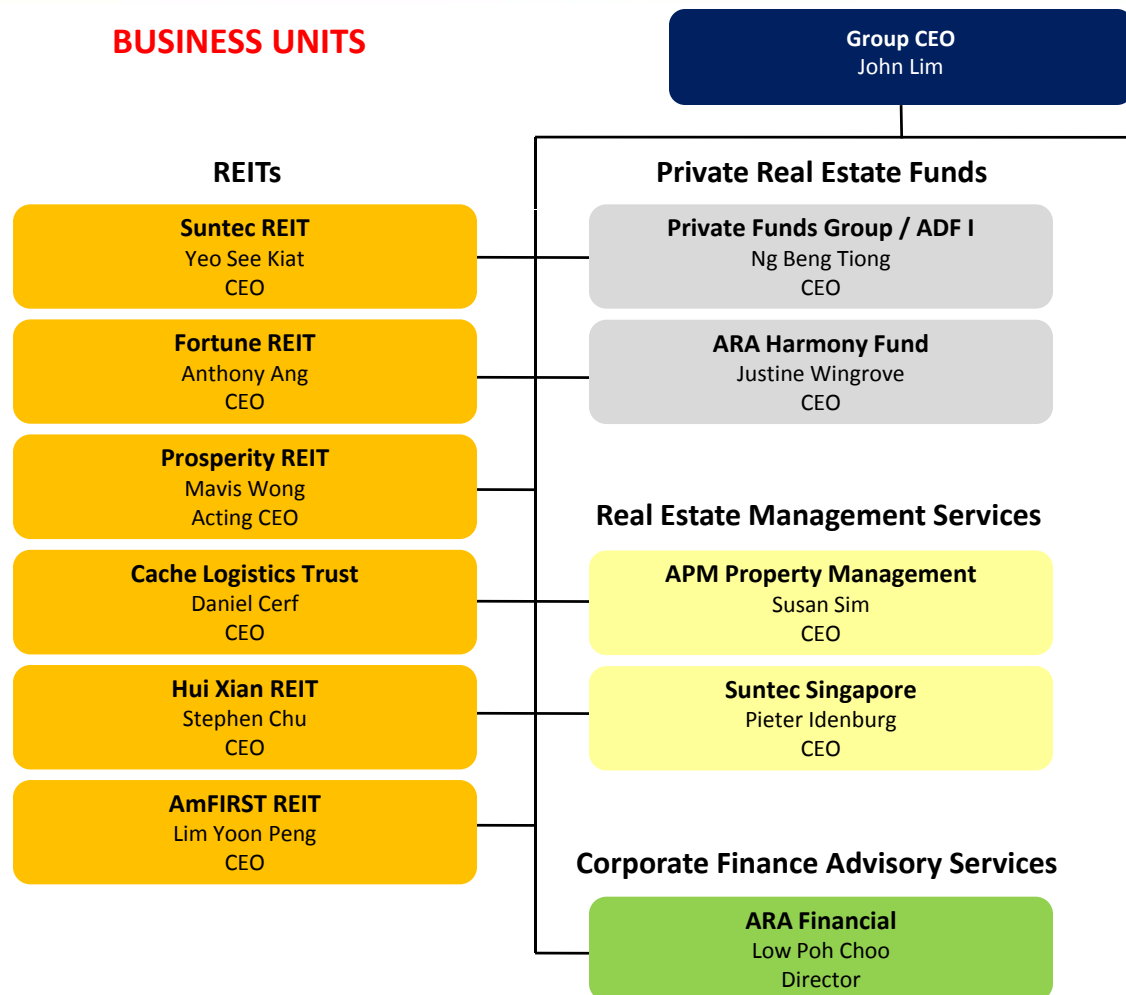 BUSINESS UNITS
Group CEO
John Lim
REITs
Suntec REIT
Yeo See Kiat
CEO
Fortune REIT
Anthony Ang
CEO
Prosperity REIT
Mavis Wong
Acting CEO
Cache Logistics Trust
Daniel Cerf
CEO
Hui Xian REIT
Stephen Chu
CEO
AmFIRST REIT
Lim Yoon Peng
CEO
Private Real Estate Funds
Private Funds Group / ADF I
Ng Beng Tiong
CEO
ARA Harmony Fund
Justine Wingrove
CEO
Real Estate Management Services
APM Property Management
Susan Sim
CEO
Suntec Singapore
Pieter Idenburg
CEO
Corporate Finance Advisory Services
ARA Financial
Low Poh Choo
Director